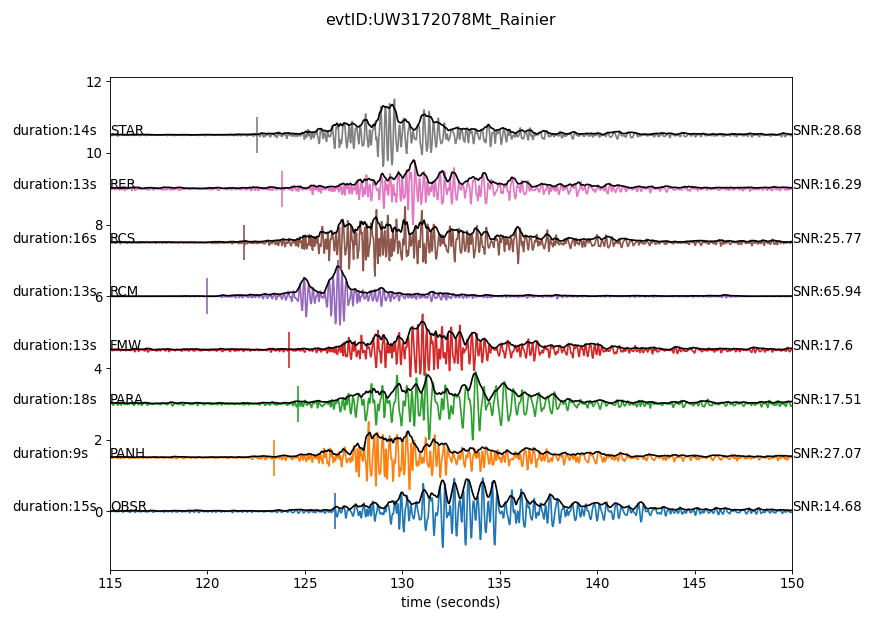 evtID:UW3172078Mt_Rainier
12
duration:14s STAR SNR:28.68
10
duration:13s RER SNR:16.29
8
duration:16s RCS SNR:25.77
duration:13s RCM SNR:65.94
6
duration:13s FMW SNR:17.6
4
duration:18s PARA SNR:17.51
2
duration:9s PANH SNR:27.07
duration:15s OBSR SNR:14.68
0
115 120 125 130 135 140 145 150
time (seconds)